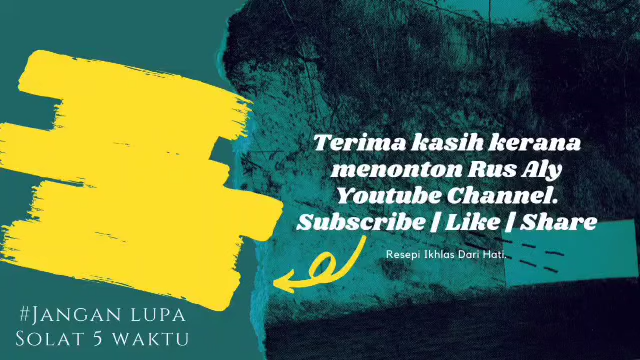 Terima kasih kerana
menonton Rus Aly
Youtube Channel.
Subscribe | Like | Share
Resepi Ikhlas Dari Hati.
#Jangan lupa
Solat 5 waktu